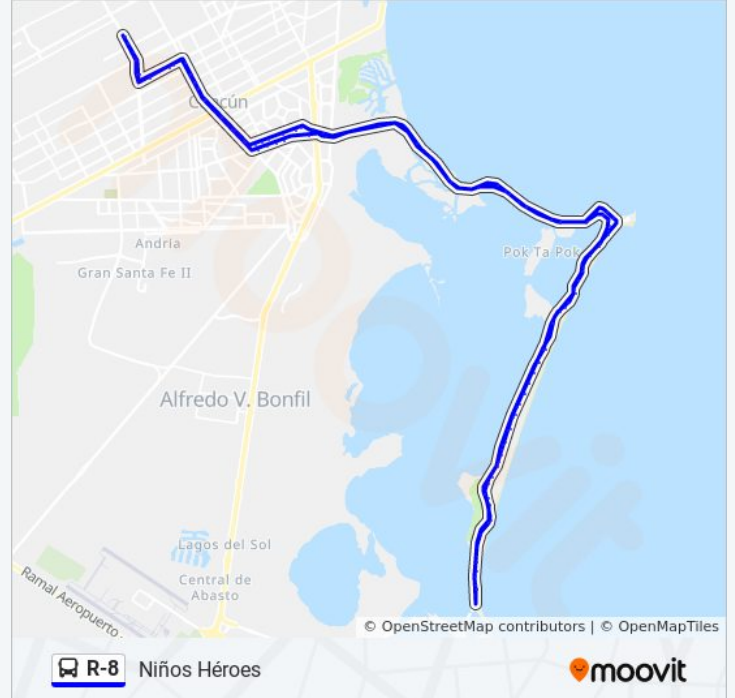 Cancún
Pok Ta Pok
Andria
Gran Santa Fe II
Alfredo V. Bonfil
Lagos del Sol
Central de
Abasto
Ramal Aeropuerto
© OpenStreetMap contributors | © OpenMapTiles
R-8 Niños Héroes
moovit